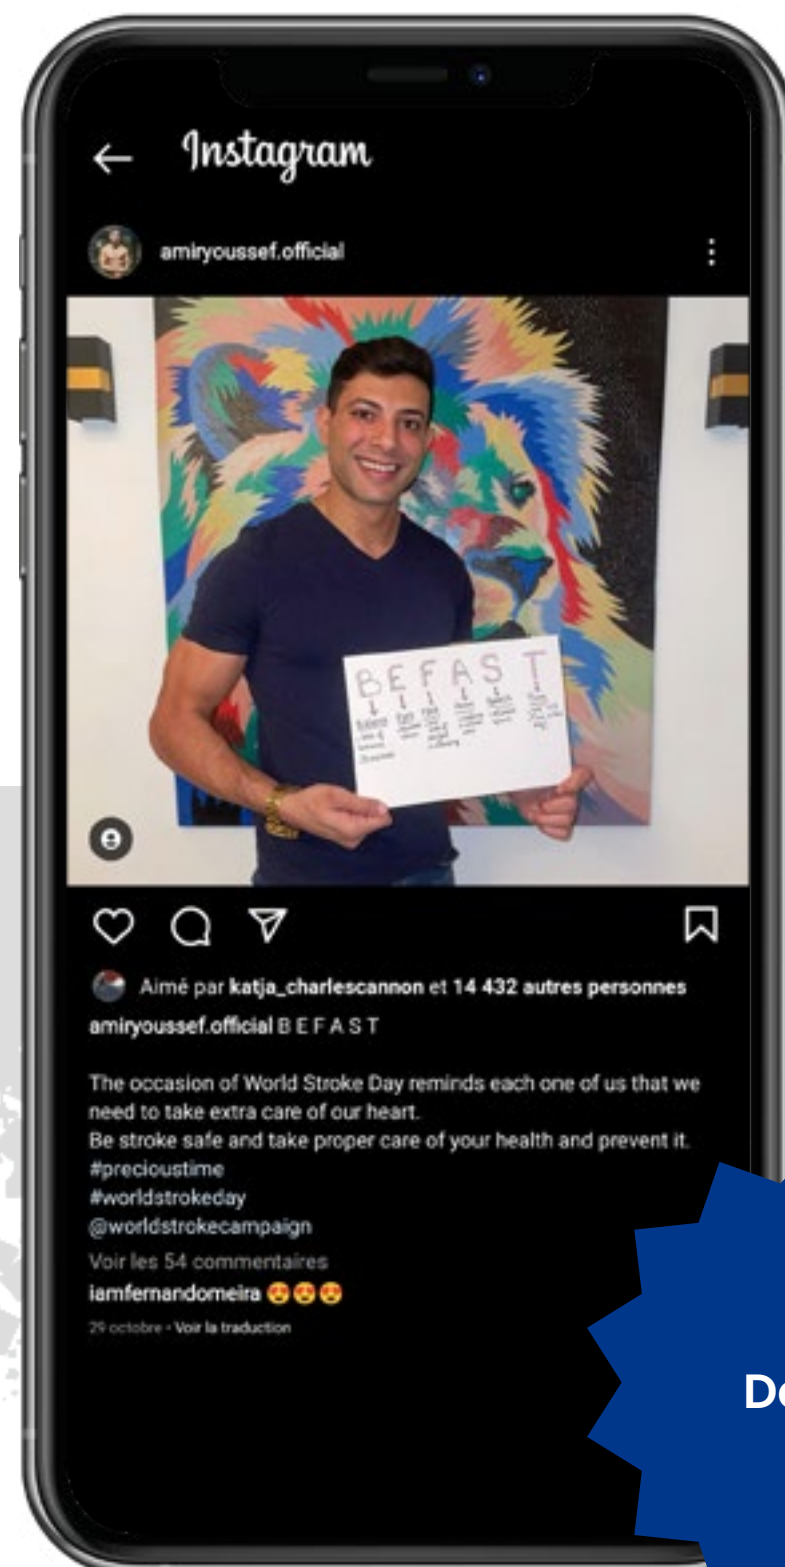 Instagram
amiryoussef.official
B E F A S T
Aimé par katja_charlescannon et 14 432 autres personnes
amiryoussef.official B E F A S T
The occasion of World Stroke Day reminds each one of us that we
need to take extra care of our heart.
Be stroke safe and take proper care of your health and prevent it.
#precioustime
#worldstrokeday
@worldstrokecampaign
Voir les 54 commentaires
iamfernandomeira 😍😍😍
29 octobre • Voir la traduction